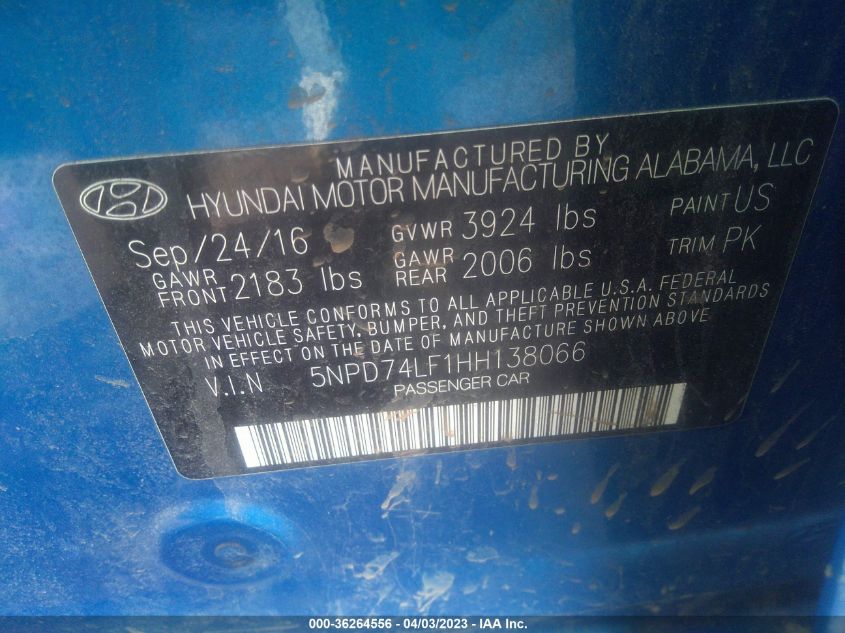 MANUFACTURED BY
HYUNDAI MOTOR MANUFACTURING ALABAMA, LLC
Sep/24/16 GVWR 3924 lbs PAINT US
GAWR FRONT 2183 lbs GAWR REAR 2006 lbs TRIM PK
THIS VEHICLE CONFORMS TO ALL APPLICABLE U.S.A. FEDERAL
MOTOR VEHICLE SAFETY, BUMPER, AND THEFT PREVENTION STANDARDS
IN EFFECT ON THE DATE OF MANUFACTURE SHOWN ABOVE
V.I.N 5NPD74LF1HH138066
PASSENGER CAR
000-36264556 - 04/03/2023 - IAA Inc.